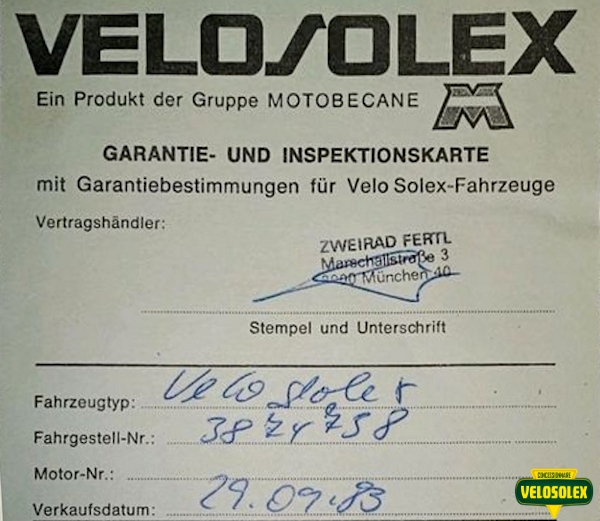 VELOSOLEX
Ein Produkt der Gruppe MOTOBECANE
M
GARANTIE- UND INSPEKTIONSKARTE
mit Garantiebestimmungen für Velo Solex-Fahrzeuge
Vertragshändler:
ZWEIRAD FERTL
Marschallstraße 3
München 40
Stempel und Unterschrift
Fahrzeugtyp: Velo Solex
Fahrgestell-Nr.: 3874758
Motor-Nr.:
Verkaufsdatum: 29.09.83
CONCESSIONNAIRE
VELOSOLEX